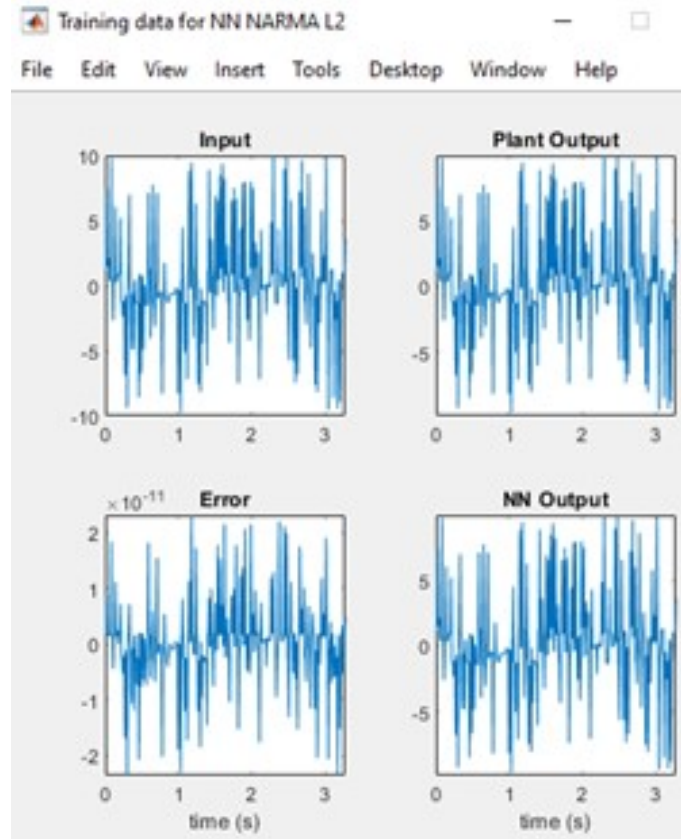 Training data for NN NARMA L2
File Edit View Insert Tools Desktop Window Help
Input
10
5
0
-5
-10
0 1 2 3
Plant Output
5
0
-5
0 1 2 3
×10⁻¹¹ Error
2
1
0
-1
-2
0 1 2 3
time (s)
NN Output
5
0
-5
0 1 2 3
time (s)